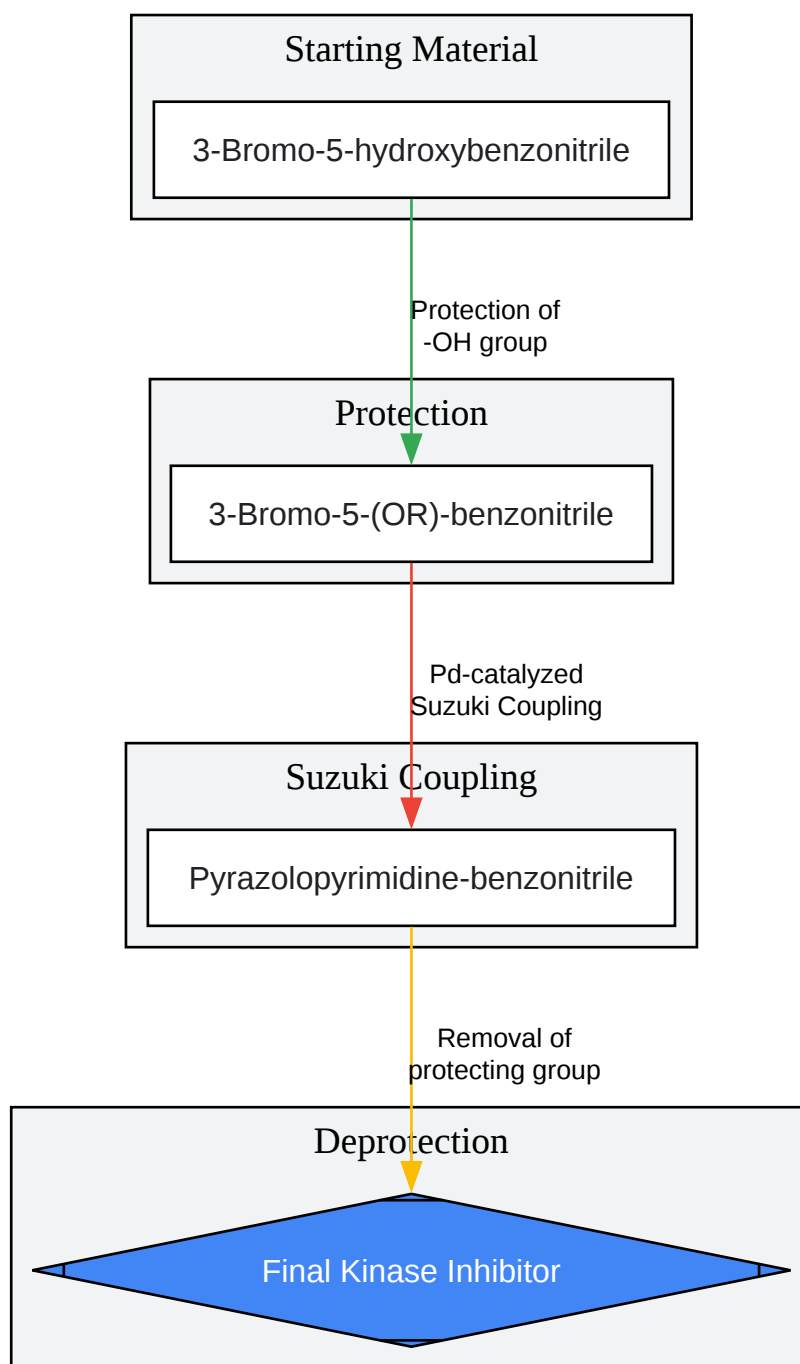 Starting Material
3-Bromo-5-hydroxybenzonitrile
Protection of
-OH group
Protection
3-Bromo-5-(OR)-benzonitrile
Pd-catalyzed
Suzuki Coupling
Suzuki Coupling
Pyrazolopyrimidine-benzonitrile
Removal of
protecting group
Deprotection
Final Kinase Inhibitor